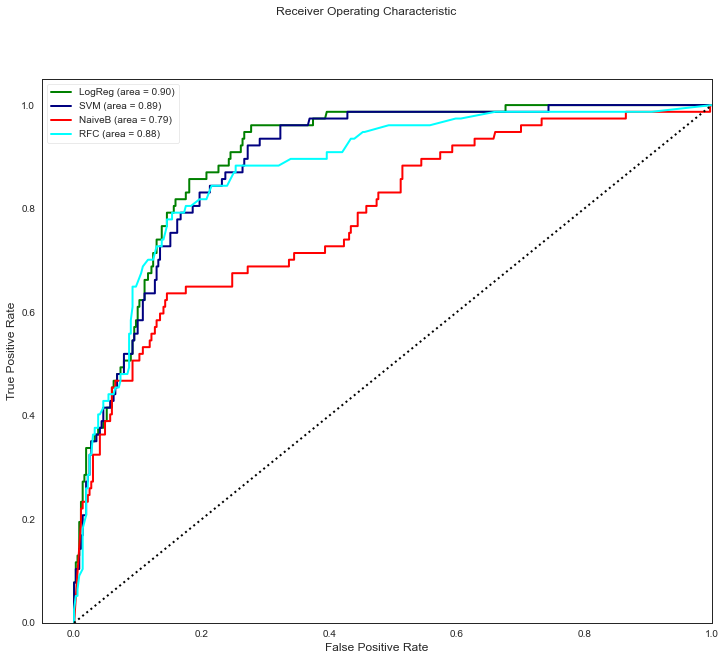 Receiver Operating Characteristic
LogReg (area = 0.90)
SVM (area = 0.89)
NaiveB (area = 0.79)
RFC (area = 0.88)
True Positive Rate
1.0
0.8
0.6
0.4
0.2
0.0
0.0 0.2 0.4 0.6 0.8 1.0
False Positive Rate